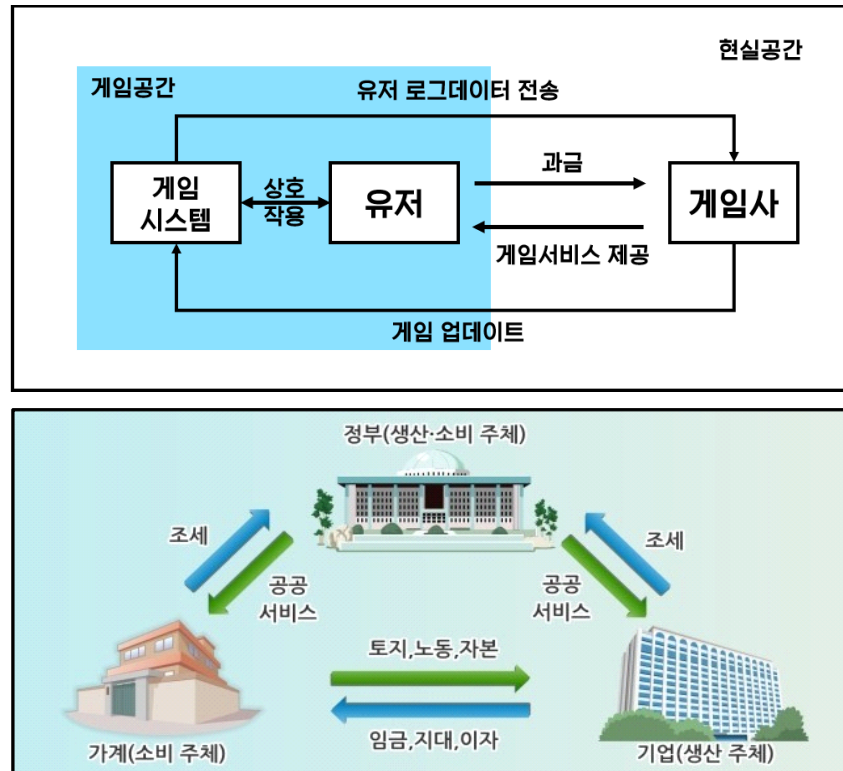 현실공간
게임공간
유저 로그데이터 전송
게임
시스템
상호
작용
유저
과금
게임서비스 제공
게임사
게임 업데이트
정부(생산·소비 주체)
조세
공공
서비스
조세
공공
서비스
토지,노동,자본
임금,지대,이자
가계(소비 주체)
기업(생산 주체)